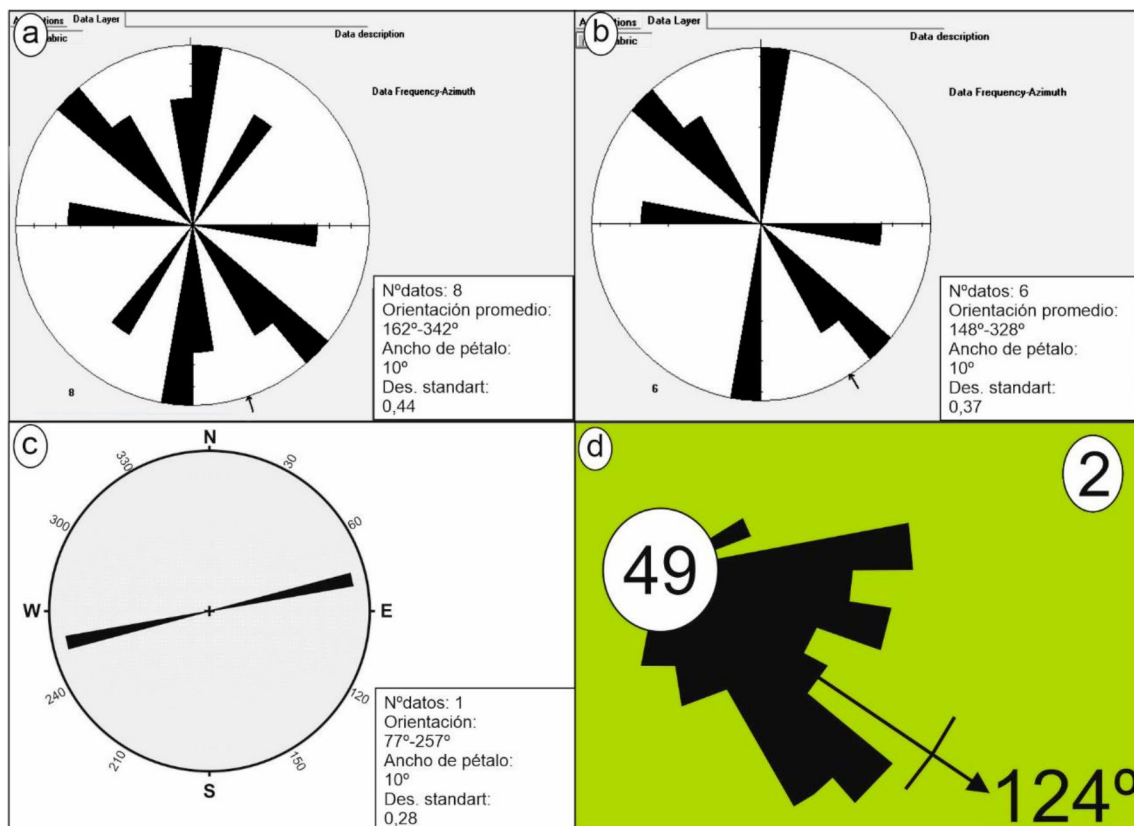 a
Data Layer
Data description
Data Frequency-Azimuth
8
NºdatOs: 8
Orientación promedio:
162º-342º
Ancho de pétalo:
10º
Des. standart:
0,44
b
Data Layer
Data description
Data Frequency-Azimuth
6
Nºdatos: 6
Orientación promedio:
148º-328º
Ancho de pétalo:
10º
Des. standart:
0,37
c
N
330
30
300
60
W
E
240
120
210
150
S
Nºdatos: 1
Orientación:
77º-257º
Ancho de pétalo:
10º
Des. standart:
0,28
d
2
49
124º